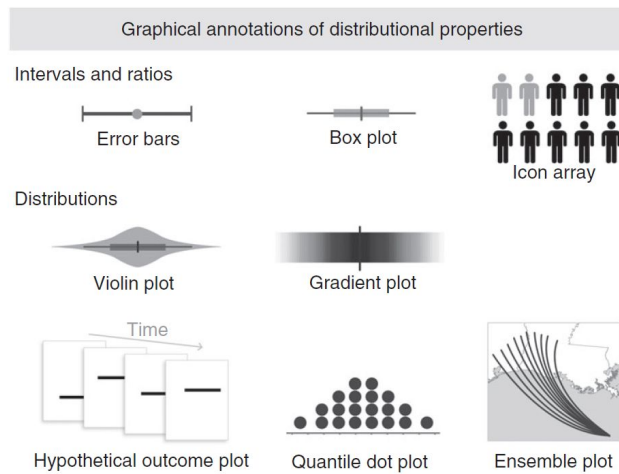 Graphical annotations of distributional properties
Intervals and ratios
Error bars
Box plot
Icon array
Distributions
Violin plot
Gradient plot
Time
Hypothetical outcome plot
Quantile dot plot
Ensemble plot